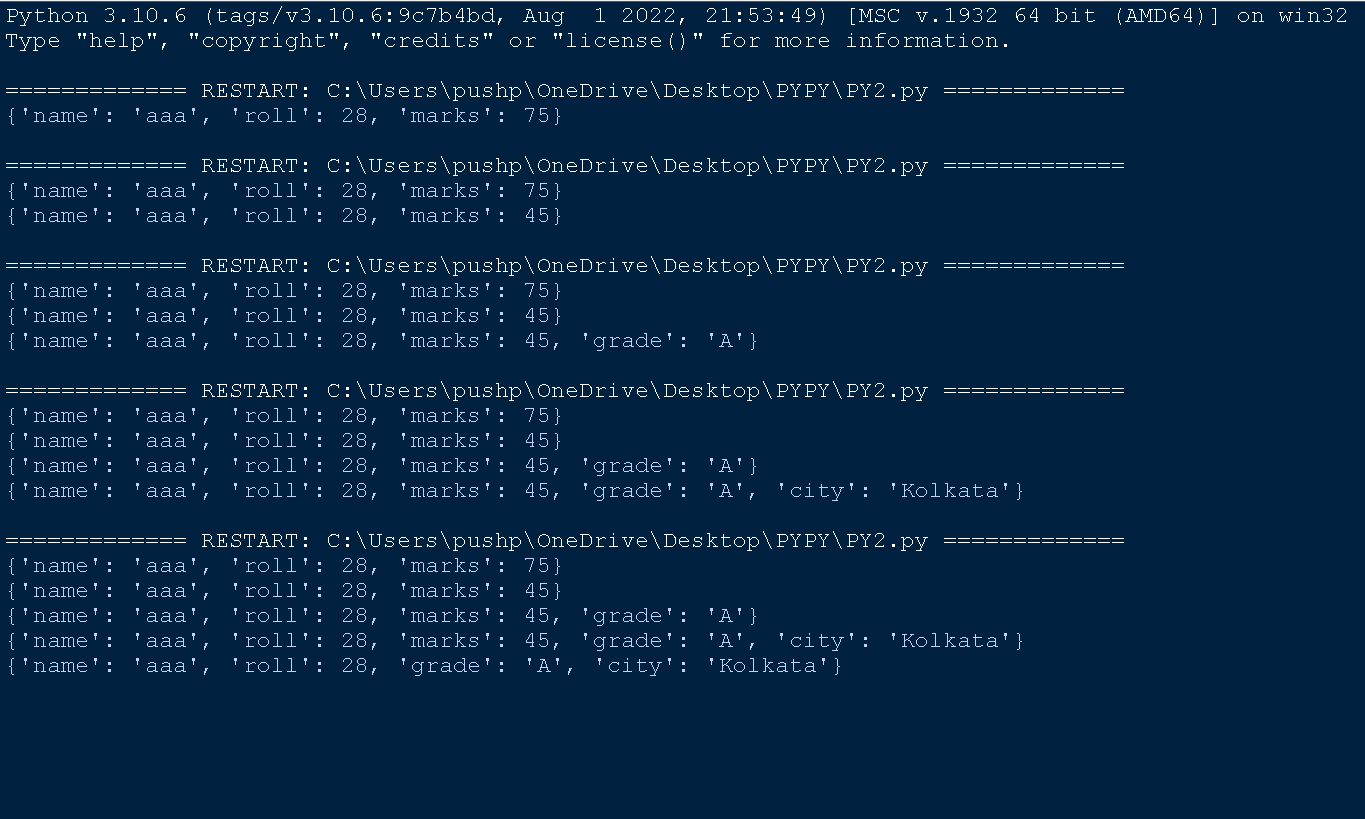 Python 3.10.6 (tags/v3.10.6:9c7b4bd, Aug  1 2022, 21:53:49) [MSC v.1932 64 bit (AMD64)] on win32
Type "help", "copyright", "credits" or "license()" for more information.
============= RESTART: C:\Users\pushp\OneDrive\Desktop\PYPY\PY2.py =============
{'name': 'aaa', 'roll': 28, 'marks': 75}
============= RESTART: C:\Users\pushp\OneDrive\Desktop\PYPY\PY2.py =============
{'name': 'aaa', 'roll': 28, 'marks': 75}
{'name': 'aaa', 'roll': 28, 'marks': 45}
============= RESTART: C:\Users\pushp\OneDrive\Desktop\PYPY\PY2.py =============
{'name': 'aaa', 'roll': 28, 'marks': 75}
{'name': 'aaa', 'roll': 28, 'marks': 45}
{'name': 'aaa', 'roll': 28, 'marks': 45, 'grade': 'A'}
============= RESTART: C:\Users\pushp\OneDrive\Desktop\PYPY\PY2.py =============
{'name': 'aaa', 'roll': 28, 'marks': 75}
{'name': 'aaa', 'roll': 28, 'marks': 45}
{'name': 'aaa', 'roll': 28, 'marks': 45, 'grade': 'A'}
{'name': 'aaa', 'roll': 28, 'marks': 45, 'grade': 'A', 'city': 'Kolkata'}
============= RESTART: C:\Users\pushp\OneDrive\Desktop\PYPY\PY2.py =============
{'name': 'aaa', 'roll': 28, 'marks': 75}
{'name': 'aaa', 'roll': 28, 'marks': 45}
{'name': 'aaa', 'roll': 28, 'marks': 45, 'grade': 'A'}
{'name': 'aaa', 'roll': 28, 'marks': 45, 'grade': 'A', 'city': 'Kolkata'}
{'name': 'aaa', 'roll': 28, 'grade': 'A', 'city': 'Kolkata'}